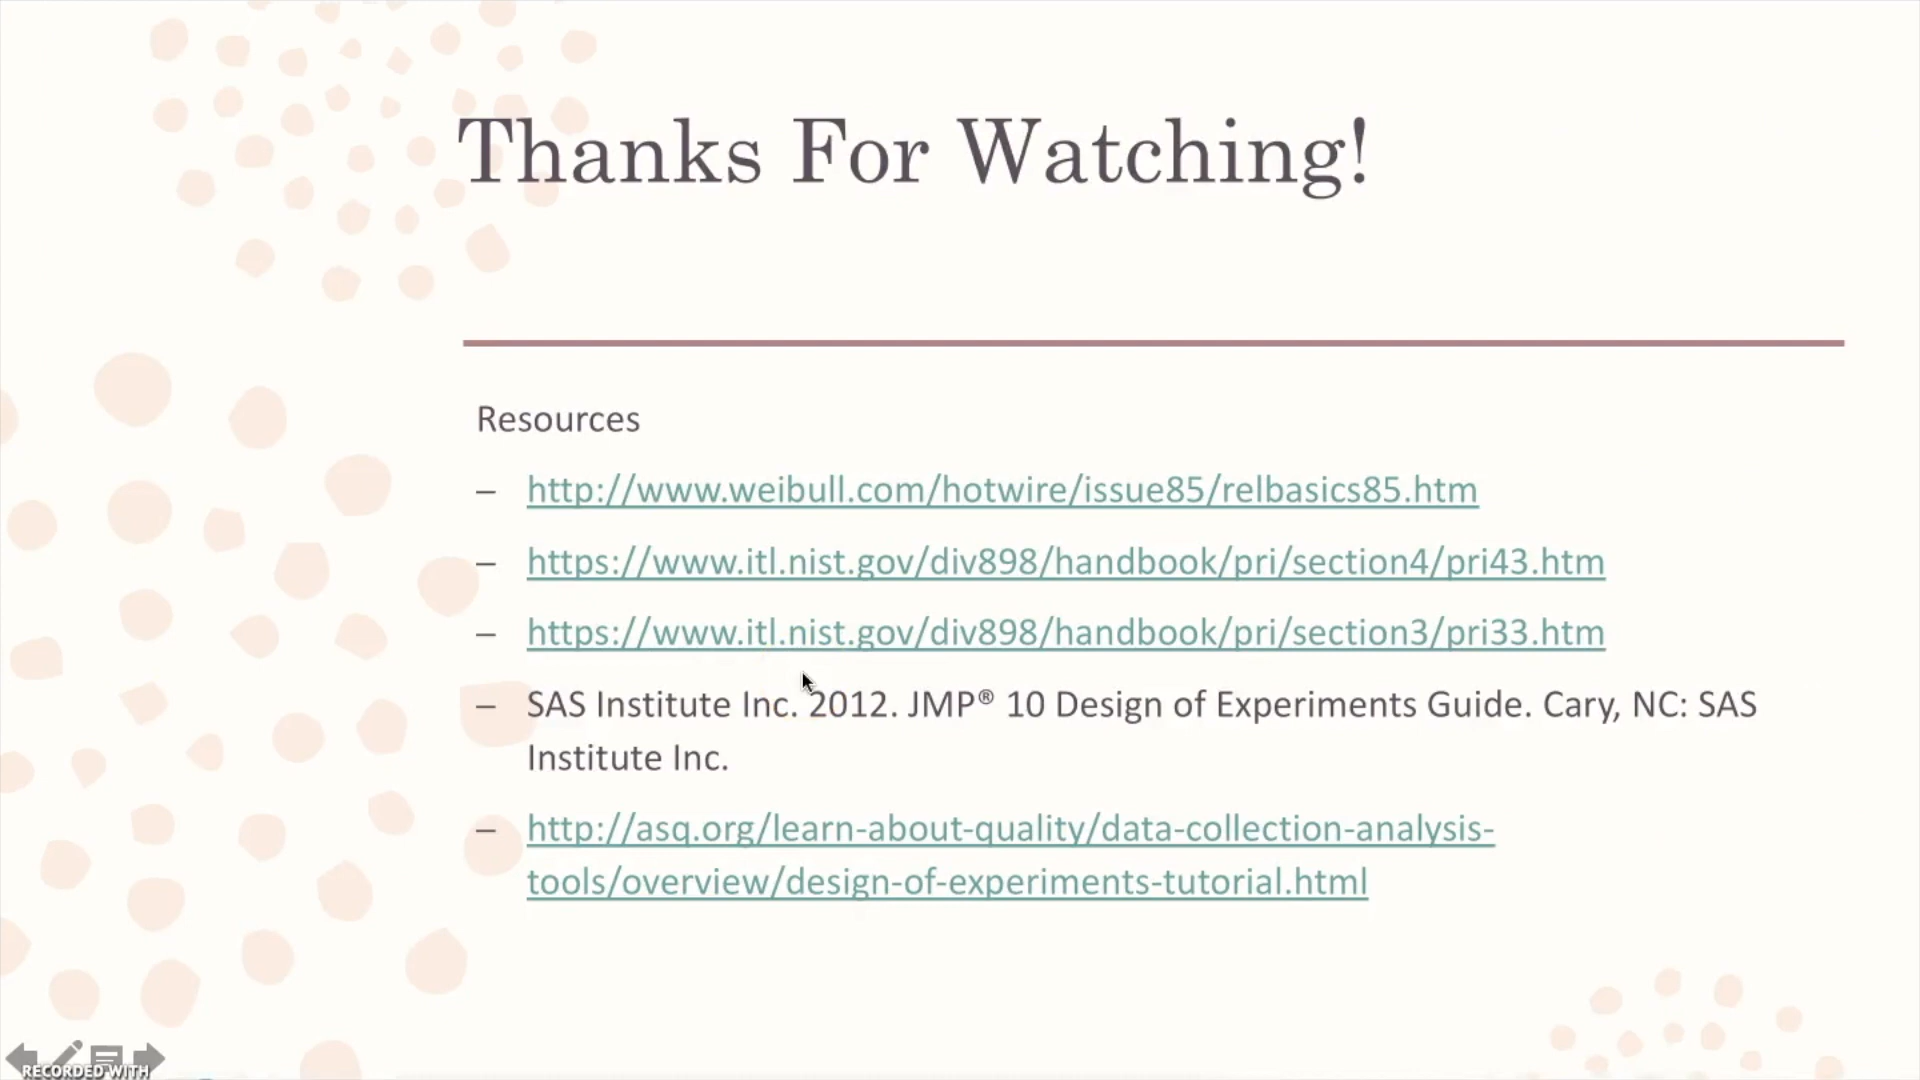 Thanks For Watching!
Resources
– http://www.weibull.com/hotwire/issue85/relbasics85.htm
– https://www.itl.nist.gov/div898/handbook/pri/section4/pri43.htm
– https://www.itl.nist.gov/div898/handbook/pri/section3/pri33.htm
– SAS Institute Inc. 2012. JMP® 10 Design of Experiments Guide. Cary, NC: SAS
Institute Inc.
– http://asq.org/learn-about-quality/data-collection-analysis-
tools/overview/design-of-experiments-tutorial.html
RECORDED WITH